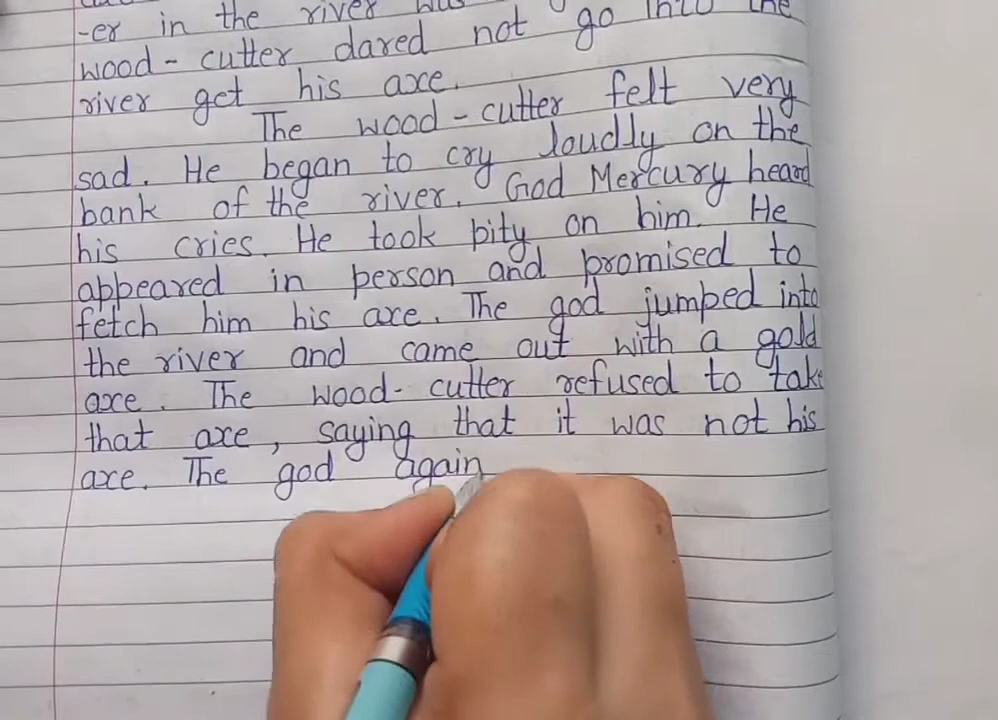 -er in the river was
wood-cutter dared not go into the
river get his axe.
The wood-cutter felt very
sad. He began to cry loudly on the
bank of the river. God Mercury heard
his cries. He took pity on him. He
appeared in person and promised to
fetch him his axe. The god jumped into
the river and came out with a gold
axe. The wood-cutter refused to take
that axe, saying that it was not his
axe. The god again